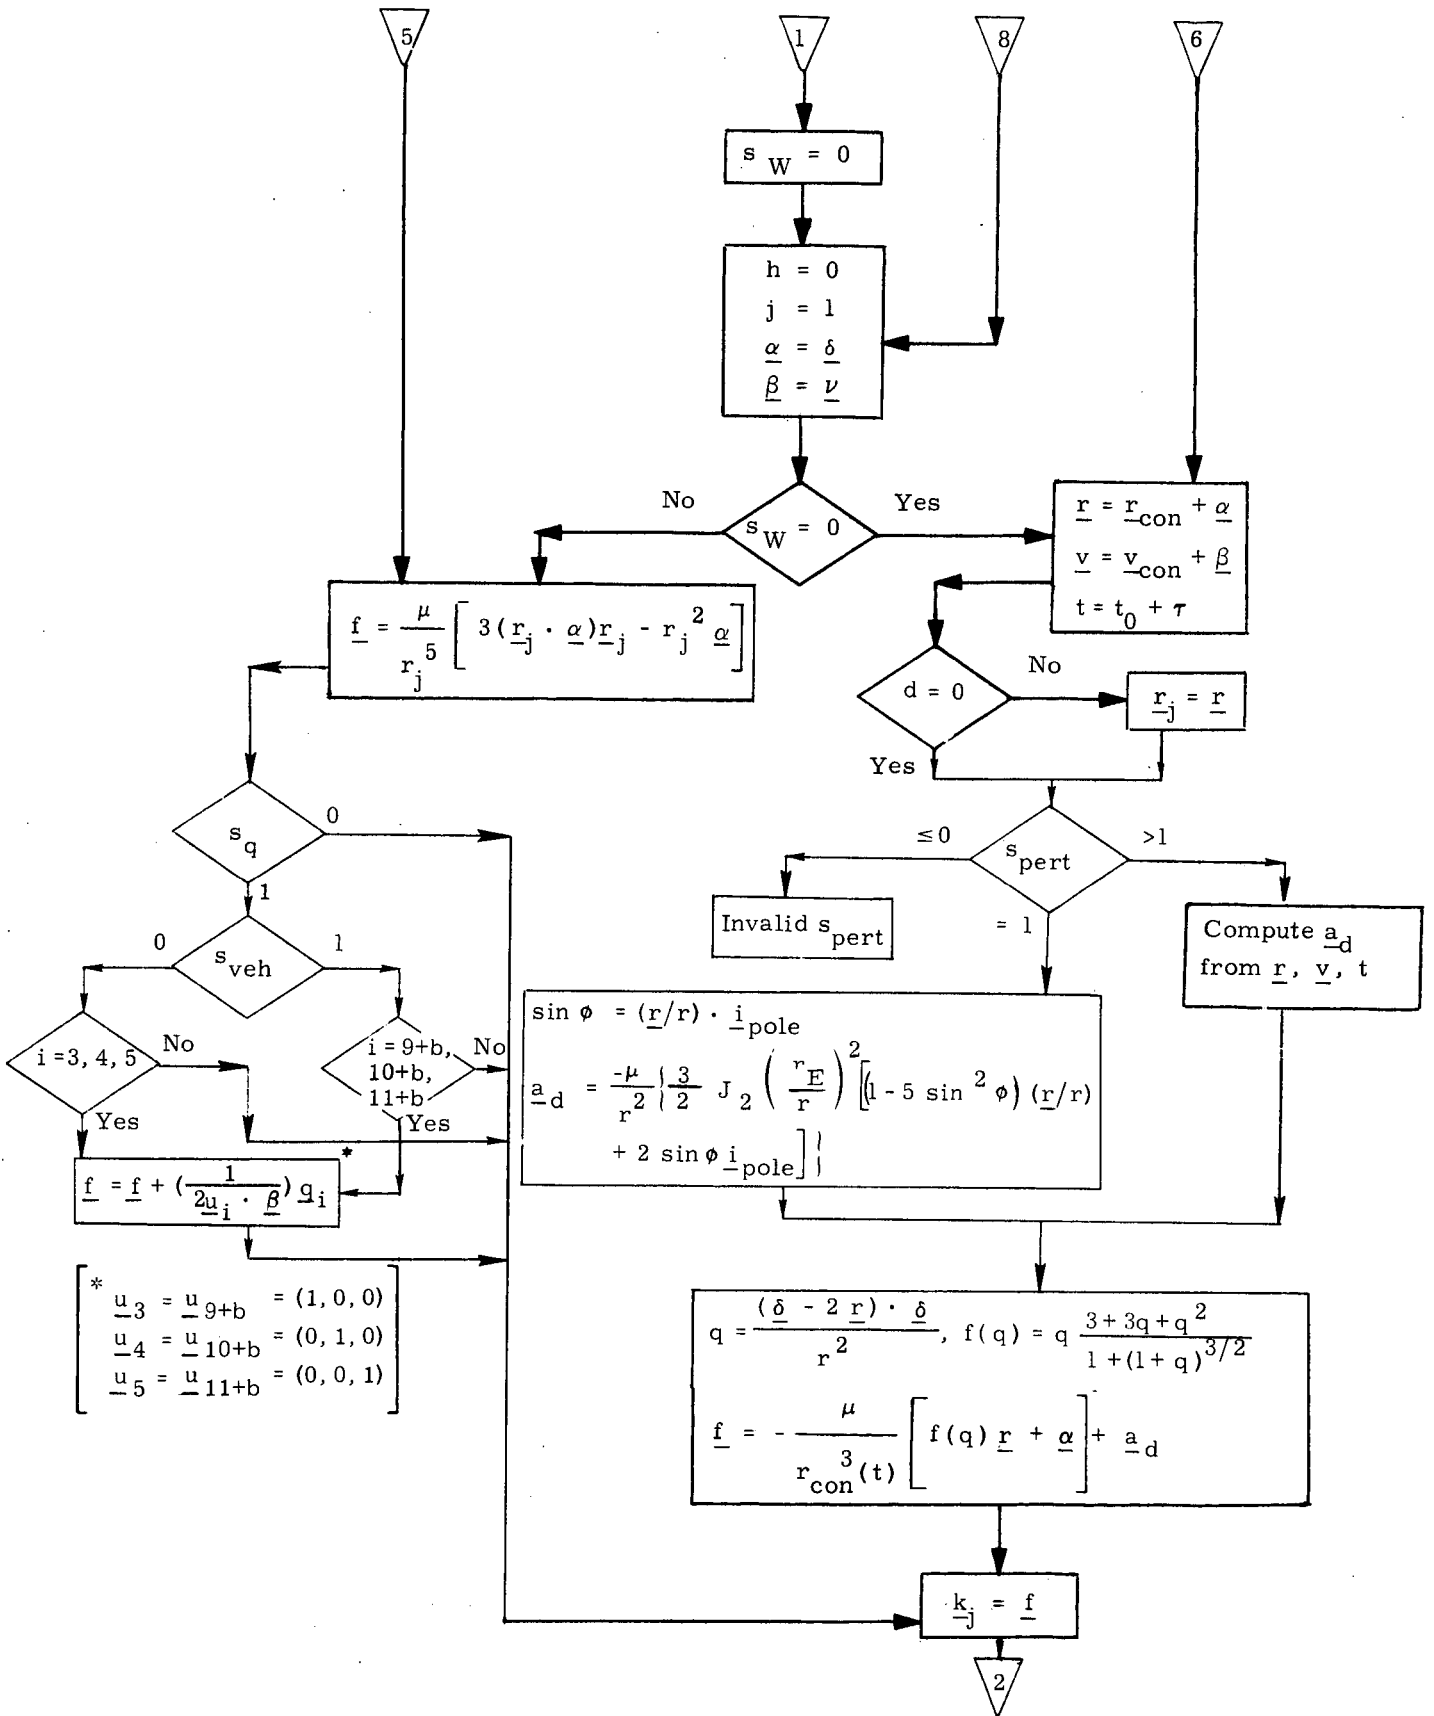 5
1
8
6
s_W = 0
h = 0
j = 1
α = δ
β = ν
No
s_W = 0
Yes
r = r_con + α
v = v_con + β
t = t_0 + τ
f = μ / r_j^5 [ 3 (r_j · α) r_j - r_j^2 α ]
d = 0
No
r_j = r
Yes
s_q
0
1
≤0
s_pert
>1
= 1
Invalid s_pert
Compute a_d
from r, v, t
0
s_veh
1
i = 3, 4, 5
No
Yes
i = 9+b,
10+b,
11+b
No
Yes
sin φ = (r/r) · i_pole
a_d = -μ / r^2 { 3/2 J_2 ( r_E / r )^2 [ (1 - 5 sin^2 φ) (r/r)
+ 2 sin φ i_pole ] }
*
f = f + ( 1 / 2u_i · β ) q_i
* u_3 = u_9+b = (1, 0, 0)
u_4 = u_10+b = (0, 1, 0)
u_5 = u_11+b = (0, 0, 1)
q = (δ - 2 r) · δ / r^2, f(q) = q 3 + 3q + q^2 / 1 + (1 + q)^3/2
f = - μ / r_con^3 (t) [ f(q) r + α ] + a_d
k_j = f
2